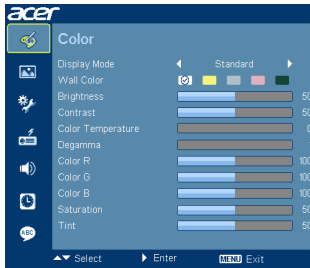 acer
Color
Display Mode Standard
Wall Color
Brightness 50
Contrast 50
Color Temperature 0
Degamma
Color R 100
Color G 100
Color B 100
Saturation 50
Tint 50
ABC
Select Enter MENU Exit